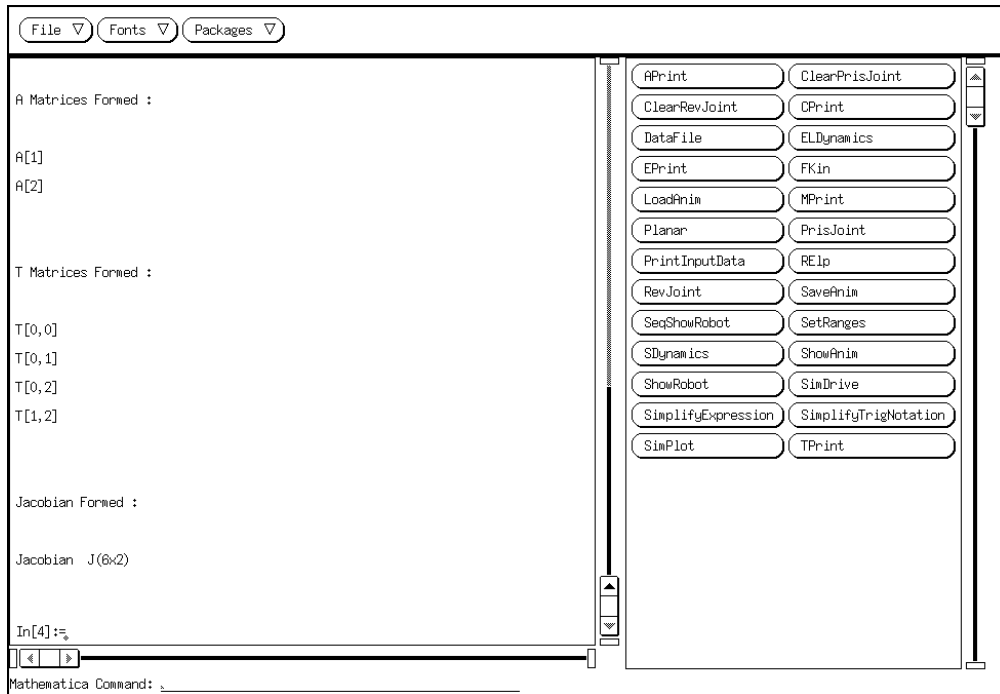 File ▽ Fonts ▽ Packages ▽
A Matrices Formed :
A[1]
A[2]
T Matrices Formed :
T[0,0]
T[0,1]
T[0,2]
T[1,2]
Jacobian Formed :
Jacobian J(6x2)
In[4]:=
APrint ClearPrisJoint
ClearRevJoint CPrint
DataFile ELDynamics
EPrint FKin
LoadAnim MPrint
Planar PrisJoint
PrintInputData RElp
RevJoint SaveAnim
SeqShowRobot SetRanges
SDynamics ShowAnim
ShowRobot SimDrive
SimplifyExpression SimplifyTrigNotation
SimPlot TPrint
Mathematica Command: